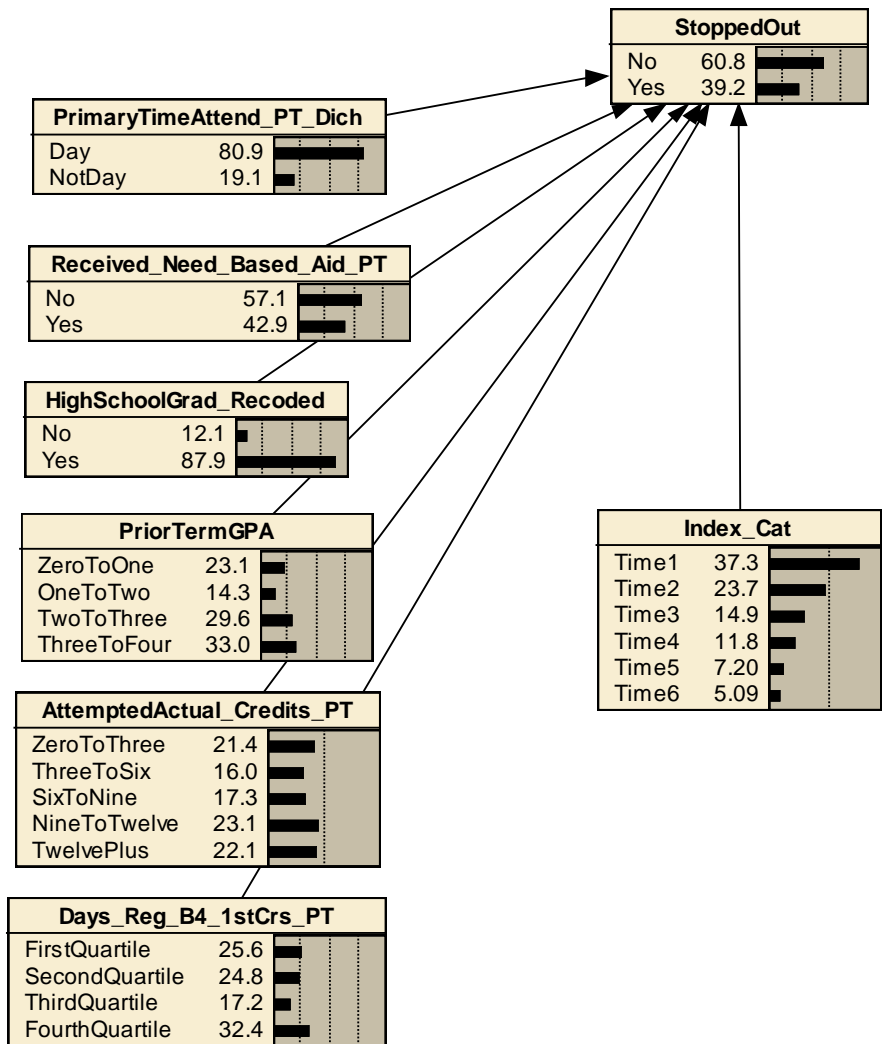 StoppedOut
No 60.8
Yes 39.2
PrimaryTimeAttend_PT_Dich
Day 80.9
NotDay 19.1
Received_Need_Based_Aid_PT
No 57.1
Yes 42.9
HighSchoolGrad_Recoded
No 12.1
Yes 87.9
PriorTermGPA
ZeroToOne 23.1
OneToTwo 14.3
TwoToThree 29.6
ThreeToFour 33.0
Index_Cat
Time1 37.3
Time2 23.7
Time3 14.9
Time4 11.8
Time5 7.20
Time6 5.09
AttemptedActual_Credits_PT
ZeroToThree 21.4
ThreeToSix 16.0
SixToNine 17.3
NineToTwelve 23.1
TwelvePlus 22.1
Days_Reg_B4_1stCrs_PT
FirstQuartile 25.6
SecondQuartile 24.8
ThirdQuartile 17.2
FourthQuartile 32.4